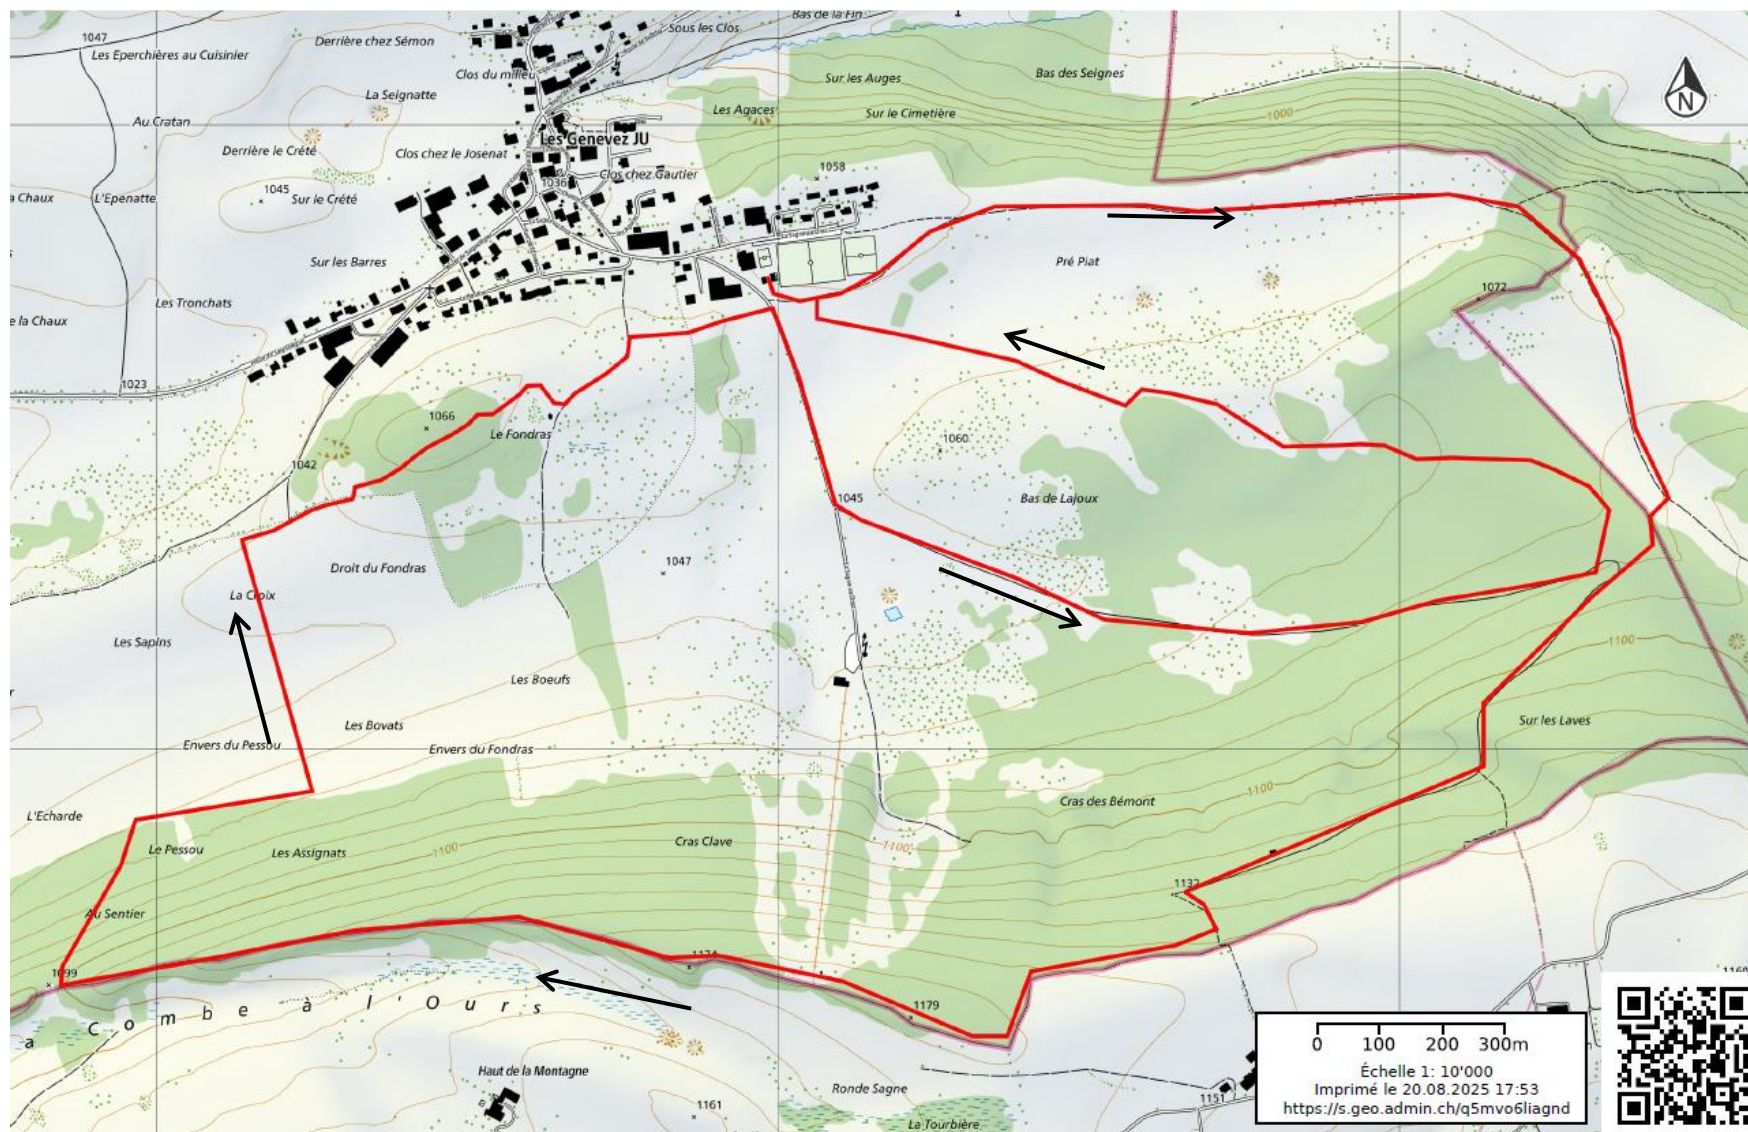 Bas de la Fin
1047
Derrière chez Sémon
Sous les Clos
Les Eperchières au Cuisinier
Clos du milieu
Sur les Auges
Bas des Seignes
La Seignatte
Les Agaces
Sur le Cimetière
1000
N
Au Cratan
Les Genevez JU
Derrière le Crété
Clos chez le Josenat
1058
Clos chez Gautier
1036
1045
Sur le Crété
a Chaux
L'Epenatte
Sur les Barres
Pré Piat
1072
Les Tronchats
e la Chaux
1023
1066
Le Fondras
1060
1042
1045
Bas de Lajoux
Droit du Fondras
1047
La Croix
Les Sapins
1100
Les Boeufs
Les Bovats
Sur les Laves
Envers du Pessou
Envers du Fondras
1100
Cras des Bémont
L'Echarde
Cras Clave
Le Pessou
Les Assignats
1100
1100
1132
Au Sentier
1174
1099
1179
a Combe à l'Ours
0 100 200 300m
Échelle 1: 10'000
Haut de la Montagne
Ronde Sagne
Imprimé le 20.08.2025 17:53
1161
1151
https://s.geo.admin.ch/q5mvo6liagnd
La Tourbière